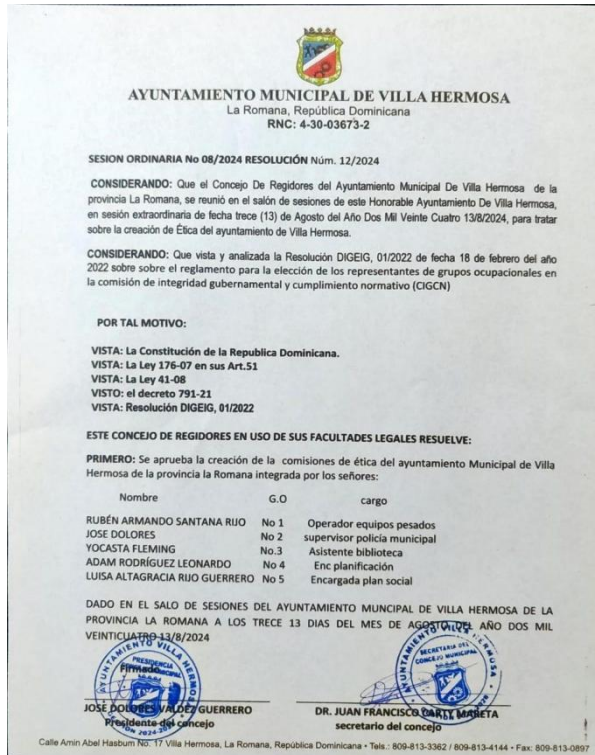 AYUNTAMIENTO MUNICIPAL DE VILLA HERMOSA
La Romana, República Dominicana
RNC: 4-30-03673-2
SESION ORDINARIA No 08/2024 RESOLUCIÓN Núm. 12/2024
CONSIDERANDO: Que el Concejo De Regidores del Ayuntamiento Municipal De Villa Hermosa de la
provincia La Romana, se reunió en el salón de sesiones de este Honorable Ayuntamiento De Villa Hermosa,
en sesión extraordinaria de fecha trece (13) de Agosto del Año Dos Mil Veinte Cuatro 13/8/2024, para tratar
sobre la creación de Ética del ayuntamiento de Villa Hermosa.
CONSIDERANDO: Que vista y analizada la Resolución DIGEIG, 01/2022 de fecha 18 de febrero del año
2022 sobre sobre el reglamento para la elección de los representantes de grupos ocupacionales en
la comisión de integridad gubernamental y cumplimiento normativo (CIGCN)
POR TAL MOTIVO:
VISTA: La Constitución de la Republica Dominicana.
VISTA: La Ley 176-07 en sus Art.51
VISTA: La Ley 41-08
VISTO: el decreto 791-21
VISTA: Resolución DIGEIG, 01/2022
ESTE CONCEJO DE REGIDORES EN USO DE SUS FACULTADES LEGALES RESUELVE:
PRIMERO: Se aprueba la creación de la comisiones de ética del ayuntamiento Municipal de Villa
Hermosa de la provincia la Romana integrada por los señores:
Nombre G.O cargo
RUBÉN ARMANDO SANTANA RIJO No 1 Operador equipos pesados
JOSE DOLORES No 2 supervisor policía municipal
YOCASTA FLEMING No.3 Asistente biblioteca
ADAM RODRÍGUEZ LEONARDO No 4 Enc planificación
LUISA ALTAGRACIA RIJO GUERRERO No 5 Encargada plan social
DADO EN EL SALO DE SESIONES DEL AYUNTAMIENTO MUNCIPAL DE VILLA HERMOSA DE LA
PROVINCIA LA ROMANA A LOS TRECE 13 DIAS DEL MES DE AGOSTO DEL AÑO DOS MIL
VEINTICUATRO 13/8/2024
Firmado
JOSE DOLORES VALDEZ GUERRERO DR. JUAN FRANCISCO CARTY MARETA
Presidente del concejo secretario del concejo
Calle Amin Abel Hasbum No. 17 Villa Hermosa, La Romana, República Dominicana • Tels.: 809-813-3362 / 809-813-4144 • Fax: 809-813-0897